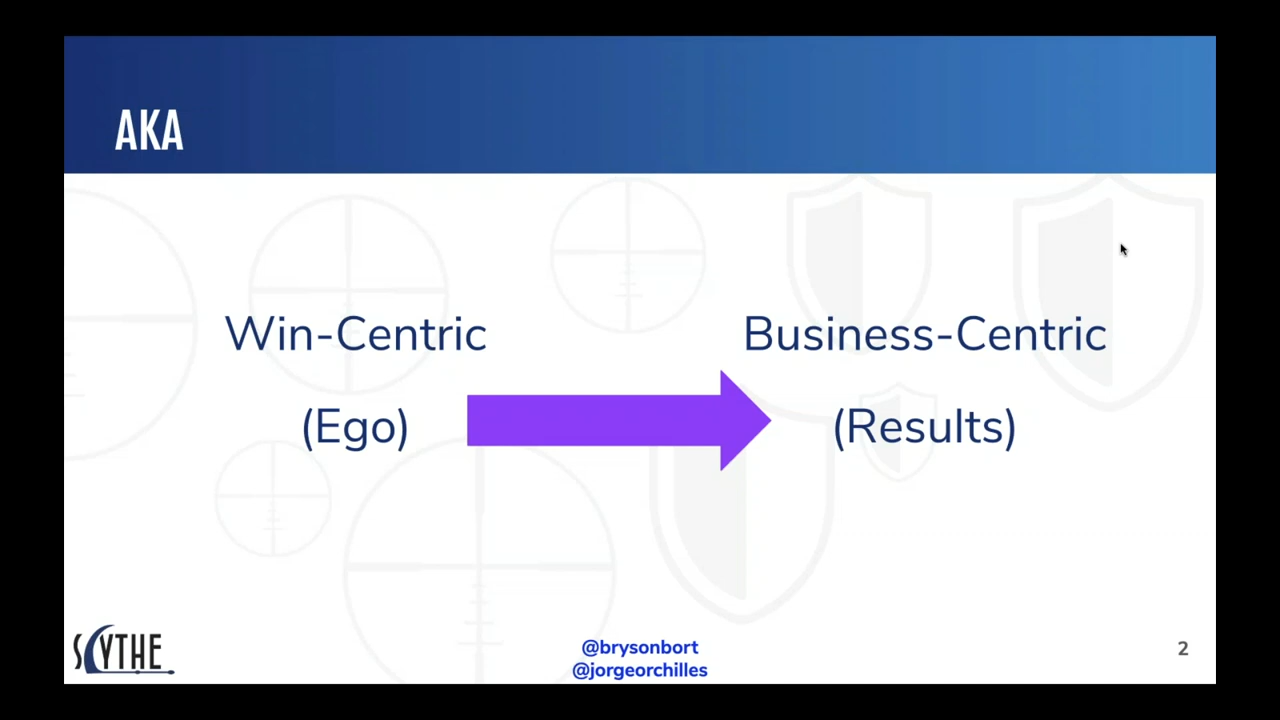 AKA
Win-Centric
(Ego)
Business-Centric
(Results)
SCYTHE
@brysonbort
@jorgeorchilles
2